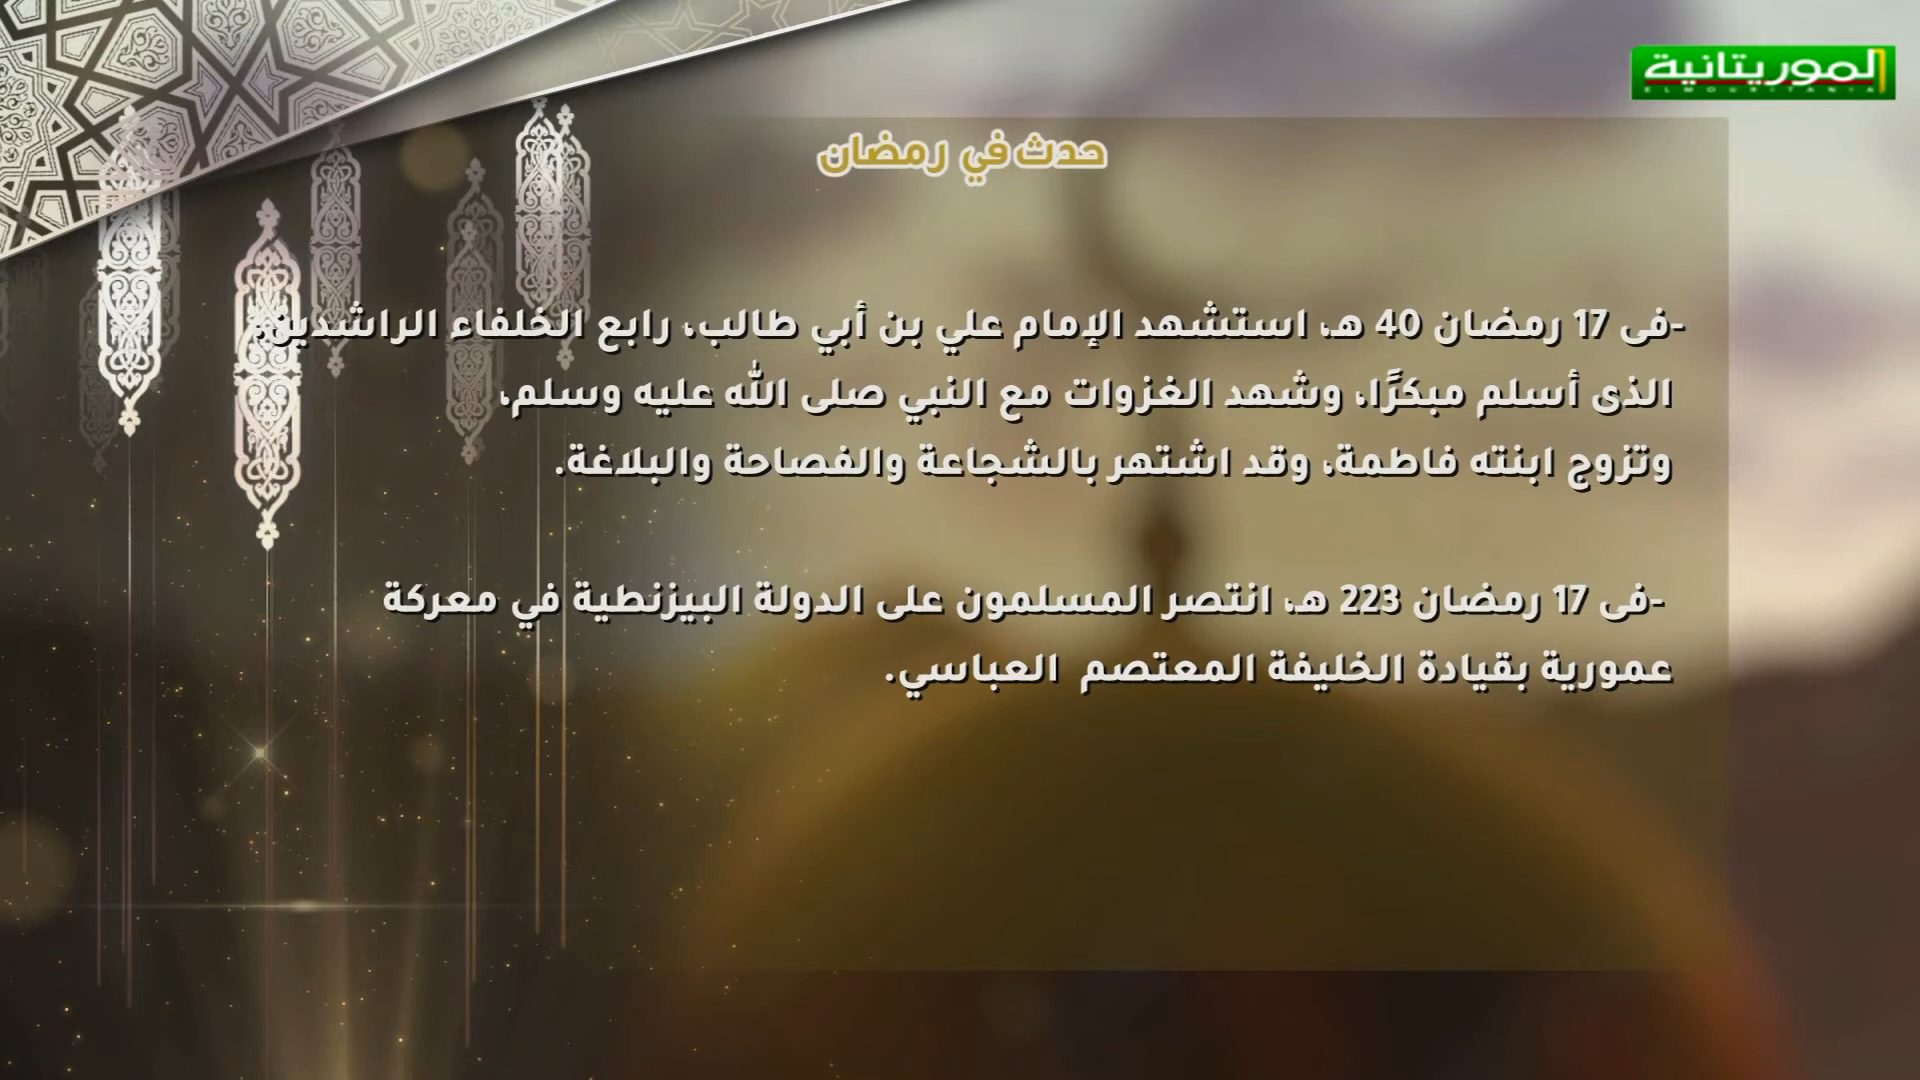 الموريتانية
ELMOURITANIA
حدث في رمضان
-فى 17 رمضان 40 هـ، استشهد الإمام علي بن أبي طالب، رابع الخلفاء الراشدين.
الذى أسلم مبكرًا، وشهد الغزوات مع النبي صلى الله عليه وسلم،
وتزوج ابنته فاطمة، وقد اشتهر بالشجاعة والفصاحة والبلاغة.
-فى 17 رمضان 223 هـ، انتصر المسلمون على الدولة البيزنطية في معركة
عمورية بقيادة الخليفة المعتصم العباسي.